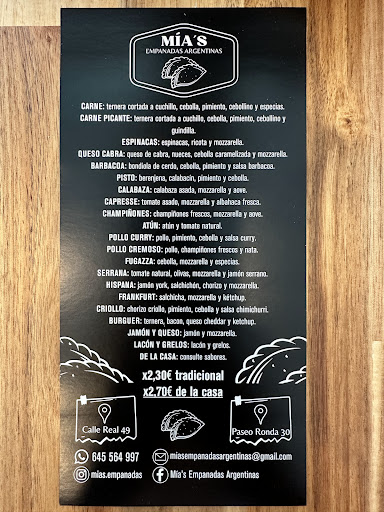 MÍA'S
EMPANADAS ARGENTINAS
CARNE: ternera cortada a cuchillo, cebolla, pimiento, cebollino y especias.
CARNE PICANTE: ternera cortada a cuchillo, cebolla, pimiento, cebollino y
guindilla.
ESPINACAS: espinacas, ricota y mozzarella.
QUESO CABRA: queso de cabra, nueces, cebolla caramelizada y mozzarella.
BARBACOA: bondiola de cerdo, cebolla, pimiento y salsa barbacoa.
PISTO: berenjena, calabacín, pimiento y cebolla.
CALABAZA: calabaza asada, mozzarella y aove.
CAPRESSE: tomate asado, mozzarella y albahaca fresca.
CHAMPIÑONES: champiñones frescos, mozzarella y aove.
ATÚN: atún y tomate natural.
POLLO CURRY: pollo, pimiento, cebolla y salsa curry.
POLLO CREMOSO: pollo, champiñones frescos y nata.
FUGAZZA: cebolla, mozzarella y especias.
SERRANA: tomate natural, olivas, mozzarella y jamón serrano.
HISPANA: jamón york, salchichón, chorizo y mozzarella.
FRANKFURT: salchicha, mozzarella y kétchup.
CRIOLLO: chorizo criollo, pimiento, cebolla y salsa chimichurri.
BURGUER: ternera, bacon, queso cheddar y ketchup.
JAMÓN Y QUESO: jamón y mozzarella.
LACÓN Y GRELOS: lacón y grelos.
DE LA CASA: consulte sabores.
x2,30€ tradicional
x2,70€ de la casa
Calle Real 49
Paseo Ronda 30
645 564 997
miasempanadasargentinas@gmail.com
mias.empanadas
Mía's Empanadas Argentinas